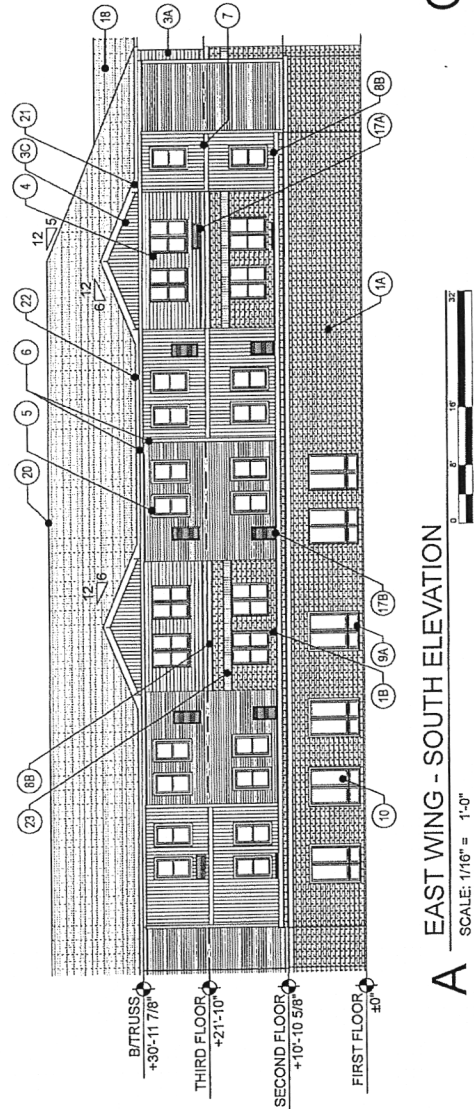 20
5
6
22
4
3C
21
18
3A
7
12
6
12
6
12
5
8B
23
10
9A
1B
17B
1A
17A
8B
B/TRUSS
+30'-11 7/8"
THIRD FLOOR
+21'-10"
SECOND FLOOR
+10'-10 5/8"
FIRST FLOOR
±0"
A EAST WING - SOUTH ELEVATION
SCALE: 1/16" = 1'-0"
0 8' 16' 32'